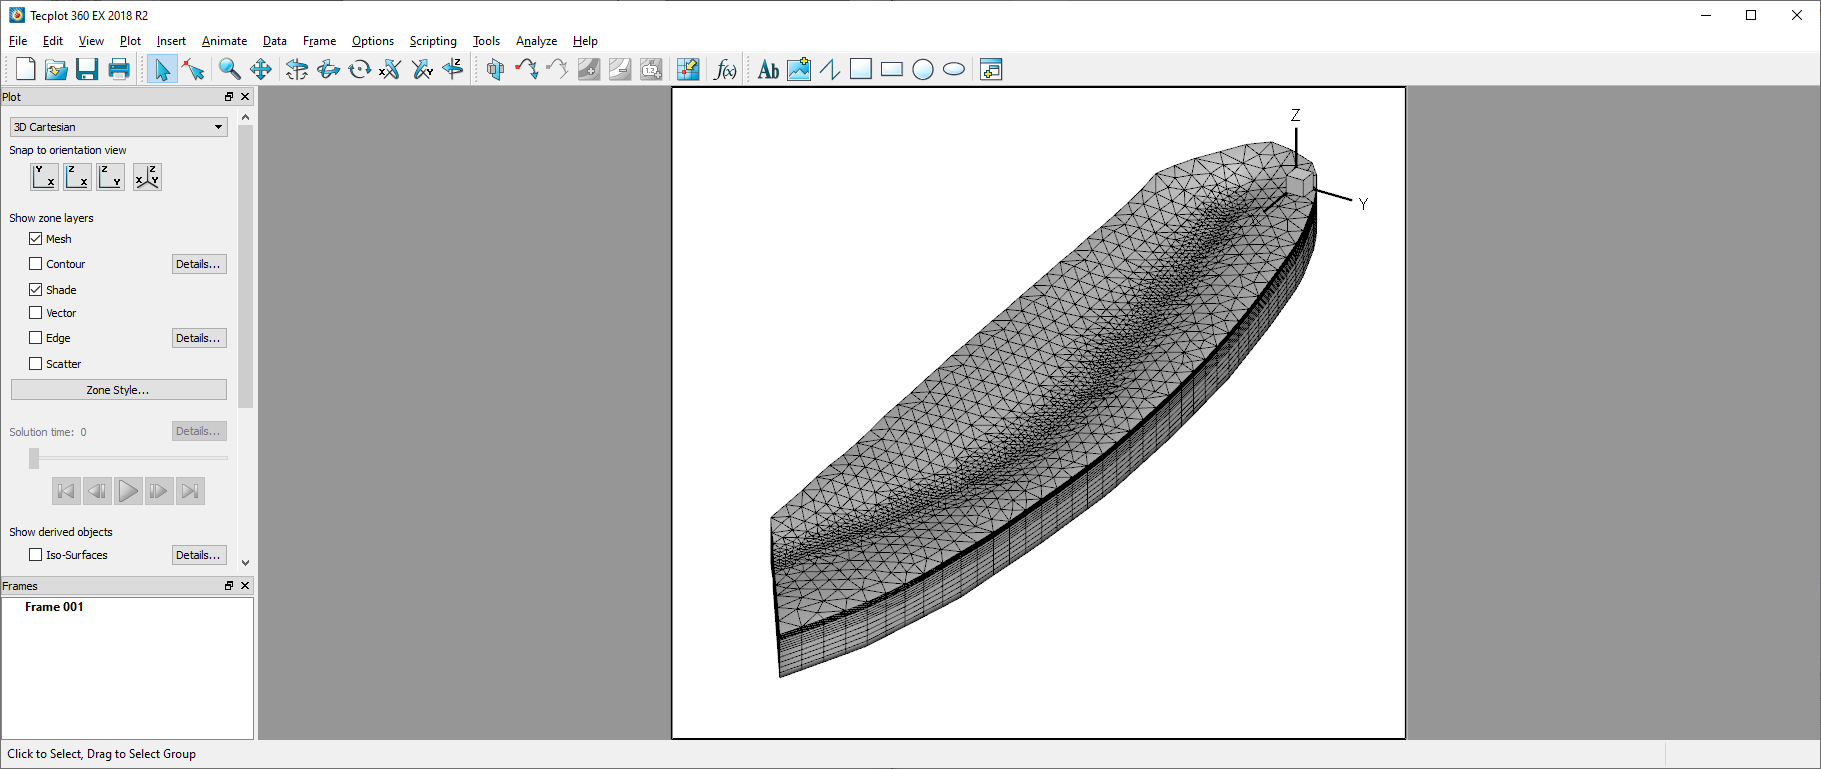 Tecplot 360 EX 2018 R2
File Edit View Plot Insert Animate Data Frame Options Scripting Tools Analyze Help
Plot
3D Cartesian
Snap to orientation view
Show zone layers
Mesh
Contour Details...
Shade
Vector
Edge Details...
Scatter
Zone Style...
Solution time: 0 Details...
Show derived objects
Iso-Surfaces Details...
Frames
Frame 001
Z
Y
Click to Select, Drag to Select Group